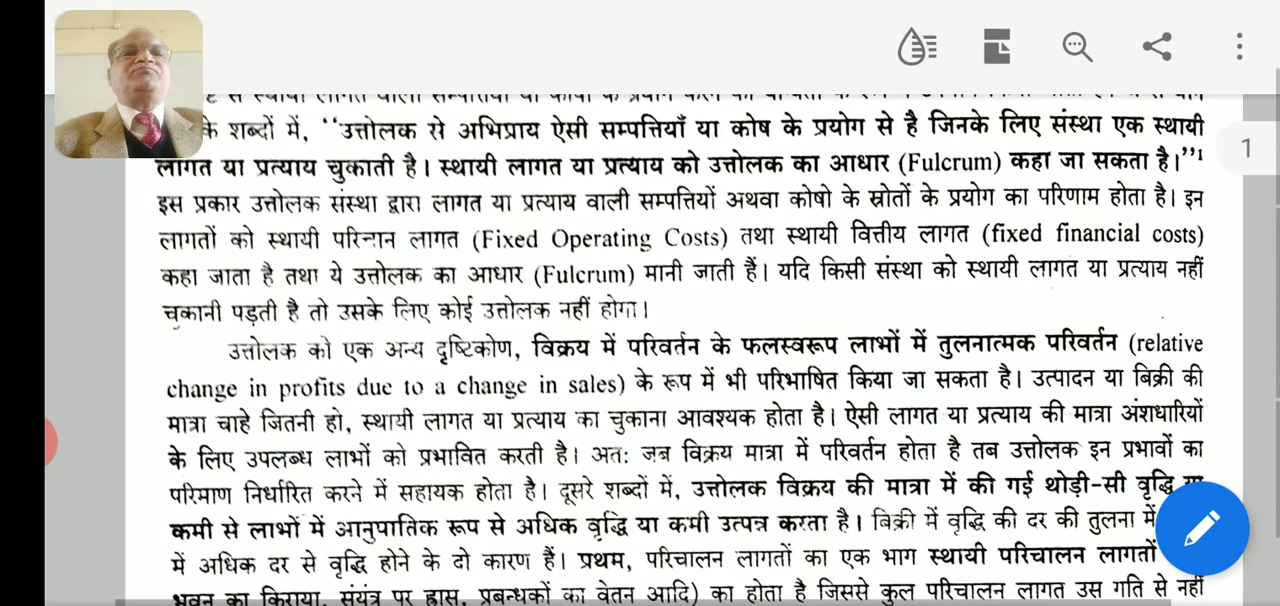 के शब्दों में, ‘‘उत्तोलक से अभिप्राय ऐसी सम्पत्तियाँ या कोष के प्रयोग से है जिनके लिए संस्था एक स्थायी
लागत या प्रत्याय चुकाती है। स्थायी लागत या प्रत्याय को उत्तोलक का आधार (Fulcrum) कहा जा सकता है।’’¹
1
इस प्रकार उत्तोलक संस्था द्वारा लागत या प्रत्याय वाली सम्पत्तियों अथवा कोषो के स्रोतों के प्रयोग का परिणाम होता है। इन
लागतों को स्थायी लागत (Fixed Operating Costs) तथा स्थायी वित्तीय लागत (fixed financial costs)
कहा जाता है तथा ये उत्तोलक का आधार (Fulcrum) मानी जाती हैं। यदि किसी संस्था को स्थायी लागत या प्रत्याय नहीं
चुकानी पड़ती है तो उसके लिए कोई उत्तोलक नहीं होगा।
उत्तोलक को एक अन्य दृष्टिकोण, विक्रय में परिवर्तन के फलस्वरूप लाभों में तुलनात्मक परिवर्तन (relative
change in profits due to a change in sales) के रूप में भी परिभाषित किया जा सकता है। उत्पादन या बिक्री की
मात्रा चाहे जितनी हो, स्थायी लागत या प्रत्याय का चुकाना आवश्यक होता है। ऐसी लागत या प्रत्याय की मात्रा अंशधारियों
के लिए उपलब्ध लाभों को प्रभावित करती है। अतः जब विक्रय मात्रा में परिवर्तन होता है तब उत्तोलक इन प्रभावों का
परिमाण निर्धारित करने में सहायक होता है। दूसरे शब्दों में, उत्तोलक विक्रय की मात्रा में की गई थोड़ी-सी वृद्धि
कमी से लाभों में आनुपातिक रूप से अधिक वृद्धि या कमी उत्पन्न करता है। बिक्री में वृद्धि की दर की तुलना में
में अधिक दर से वृद्धि होने के दो कारण हैं। प्रथम, परिचालन लागतों का एक भाग स्थायी परिचालन लागतों
भवन का किराया, संयंत्र पर ह्रास, प्रबन्धकों का वेतन आदि) का होता है जिससे कुल परिचालन लागत उस गति से नहीं